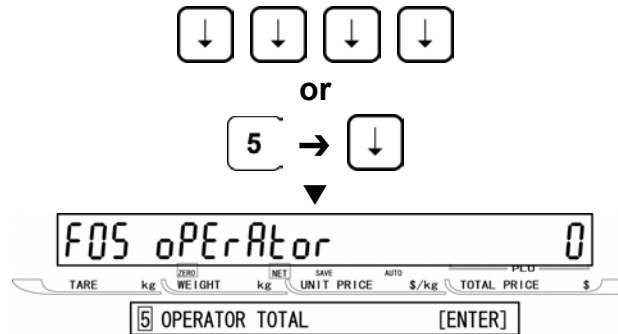 ↓ ↓ ↓ ↓
or
5 → ↓
▼
F05 oPErAtor 0
ZERO NET SAVE AUTO PLU
TARE kg WEIGHT kg UNIT PRICE $/kg TOTAL PRICE $
5 OPERATOR TOTAL [ENTER]